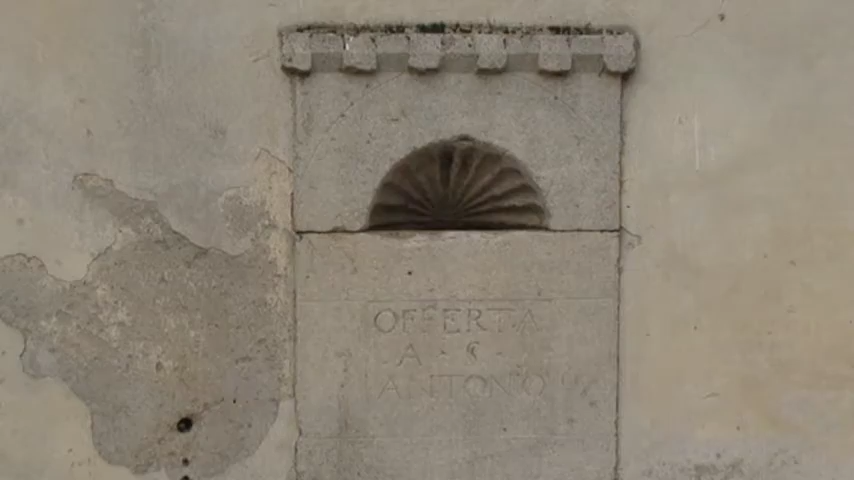 OFFERTA
A · S ·
ANTONIO